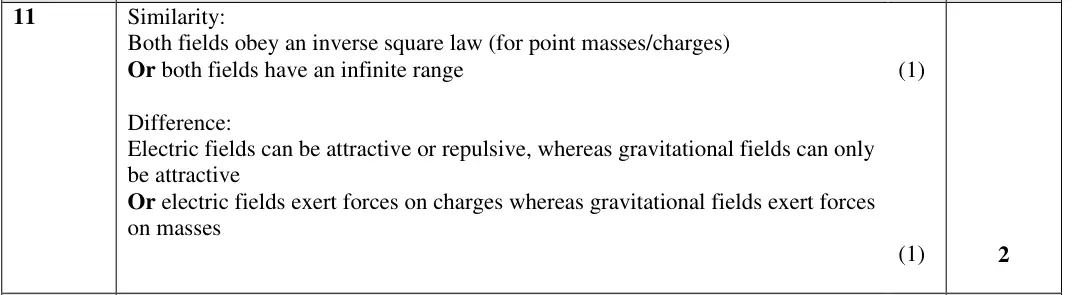 11
Similarity:
Both fields obey an inverse square law (for point masses/charges)
Or both fields have an infinite range (1)
Difference:
Electric fields can be attractive or repulsive, whereas gravitational fields can only
be attractive
Or electric fields exert forces on charges whereas gravitational fields exert forces
on masses
(1) 2